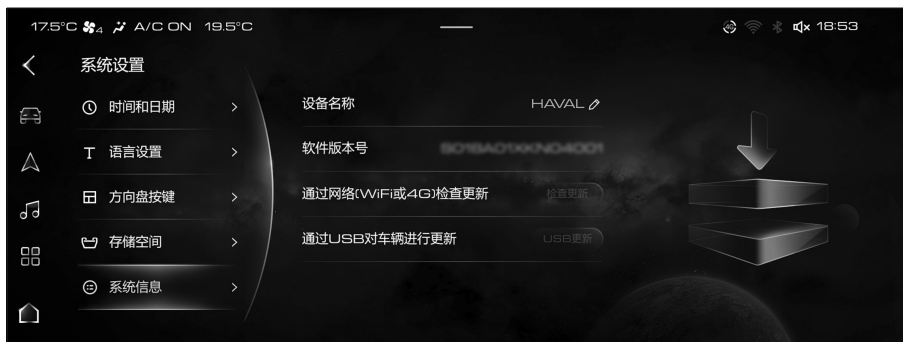 17.5°C 4 A/C ON 19.5°C
4G
18:53
系统设置
时间和日期
设备名称 HAVAL
T 语言设置
软件版本号
方向盘按键
通过网络(WiFi或4G)检查更新 检查更新
存储空间
通过USB对车辆进行更新 USB更新
系统信息